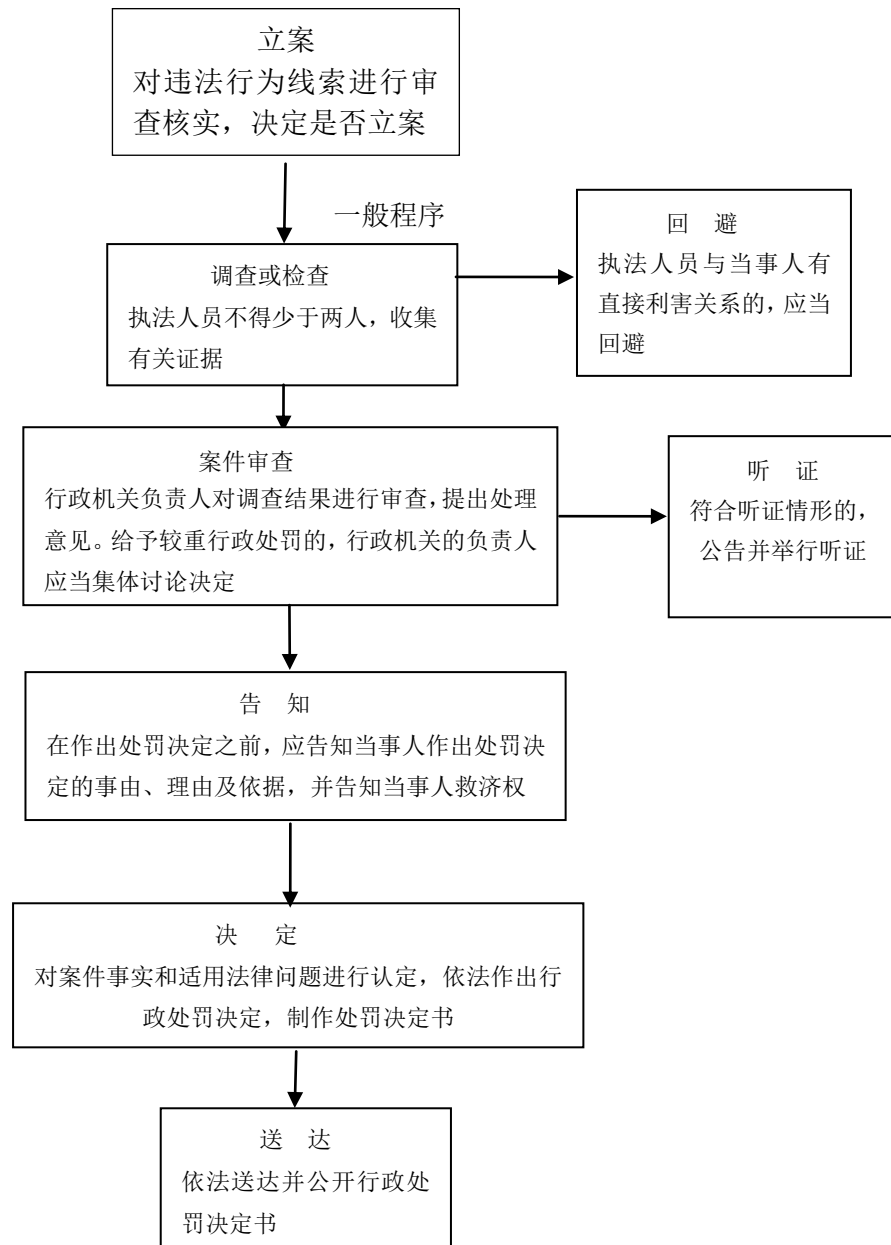 立案
对违法行为线索进行审
查核实，决定是否立案
一般程序
调查或检查
执法人员不得少于两人，收集
有关证据
回 避
执法人员与当事人有
直接利害关系的，应当
回避
案件审查
行政机关负责人对调查结果进行审查，提出处理
意见。给予较重行政处罚的，行政机关的负责人
应当集体讨论决定
听 证
符合听证情形的，
公告并举行听证
告 知
在作出处罚决定之前，应告知当事人作出处罚决
定的事由、理由及依据，并告知当事人救济权
决 定
对案件事实和适用法律问题进行认定，依法作出行
政处罚决定，制作处罚决定书
送 达
依法送达并公开行政处
罚决定书